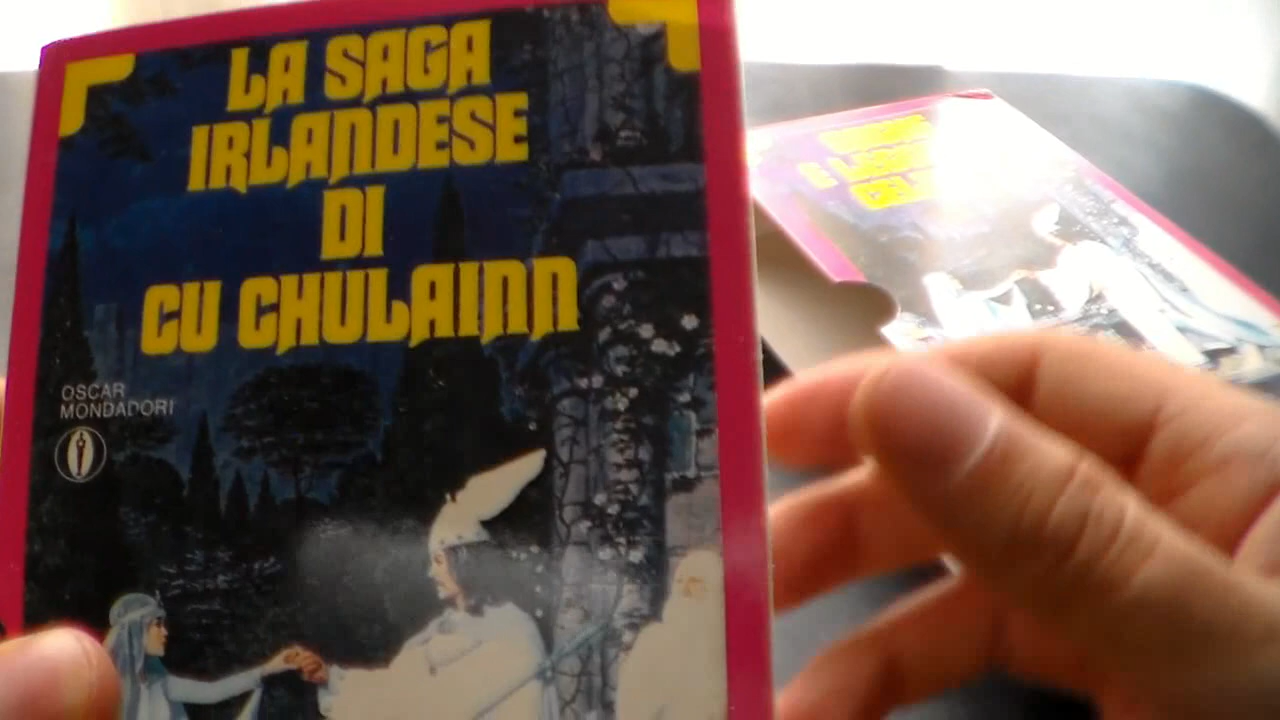 LA SAGA
IRLANDESE
DI
CU CHULAINN
OSCAR
MONDADORI